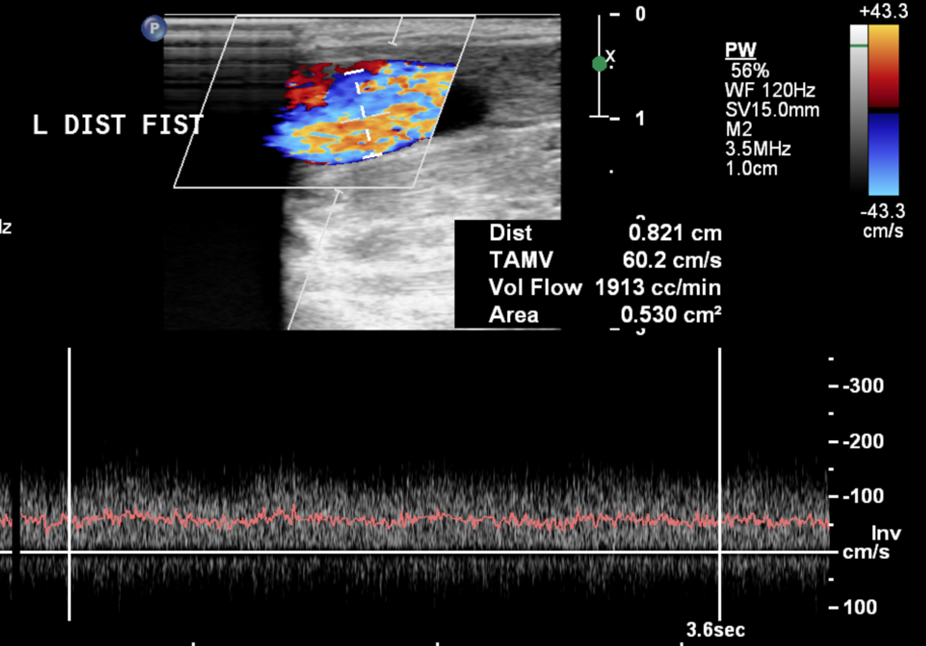 P
0
+43.3
X
PW
56%
L DIST FIST
1
WF 120Hz
SV15.0mm
M2
3.5MHz
1.0cm
-43.3
cm/s
Dist 0.821 cm
TAMV 60.2 cm/s
Vol Flow 1913 cc/min
Area 0.530 cm²
-300
-200
-100
Inv
cm/s
100
3.6sec